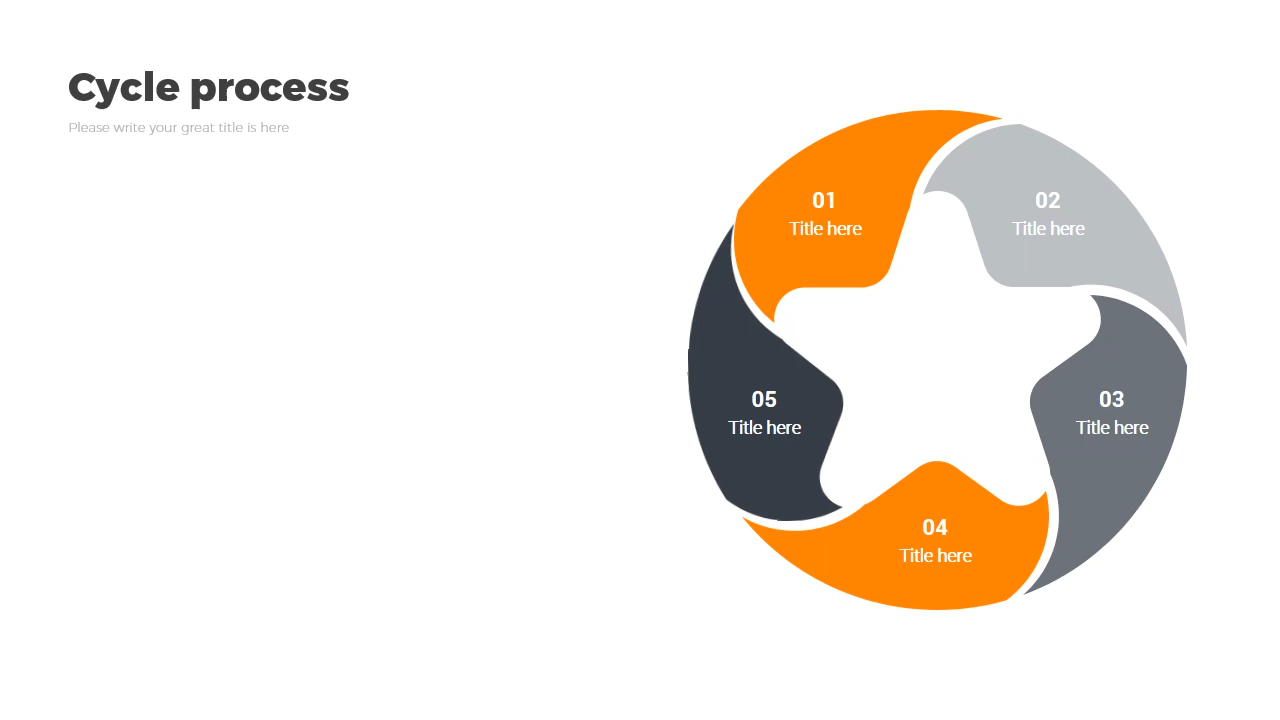 Cycle process
Please write your great title is here
01
Title here
02
Title here
03
Title here
04
Title here
05
Title here